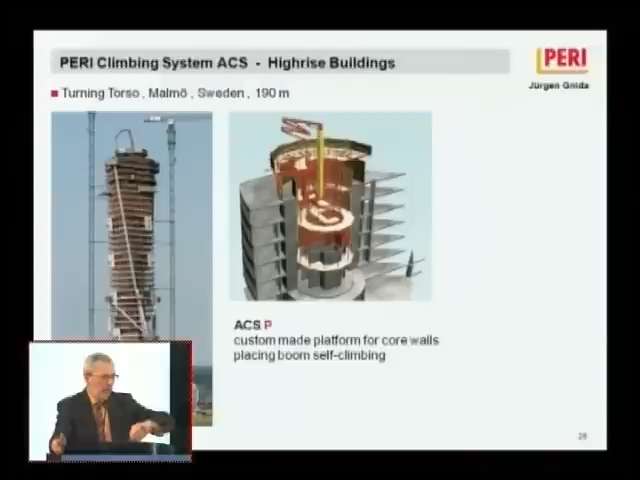 PERI Climbing System ACS - Highrise Buildings
PERI
Jürgen Gnida
Turning Torso , Malmö , Sweden , 190 m
ACS P
custom made platform for core walls
placing boom self-climbing
26